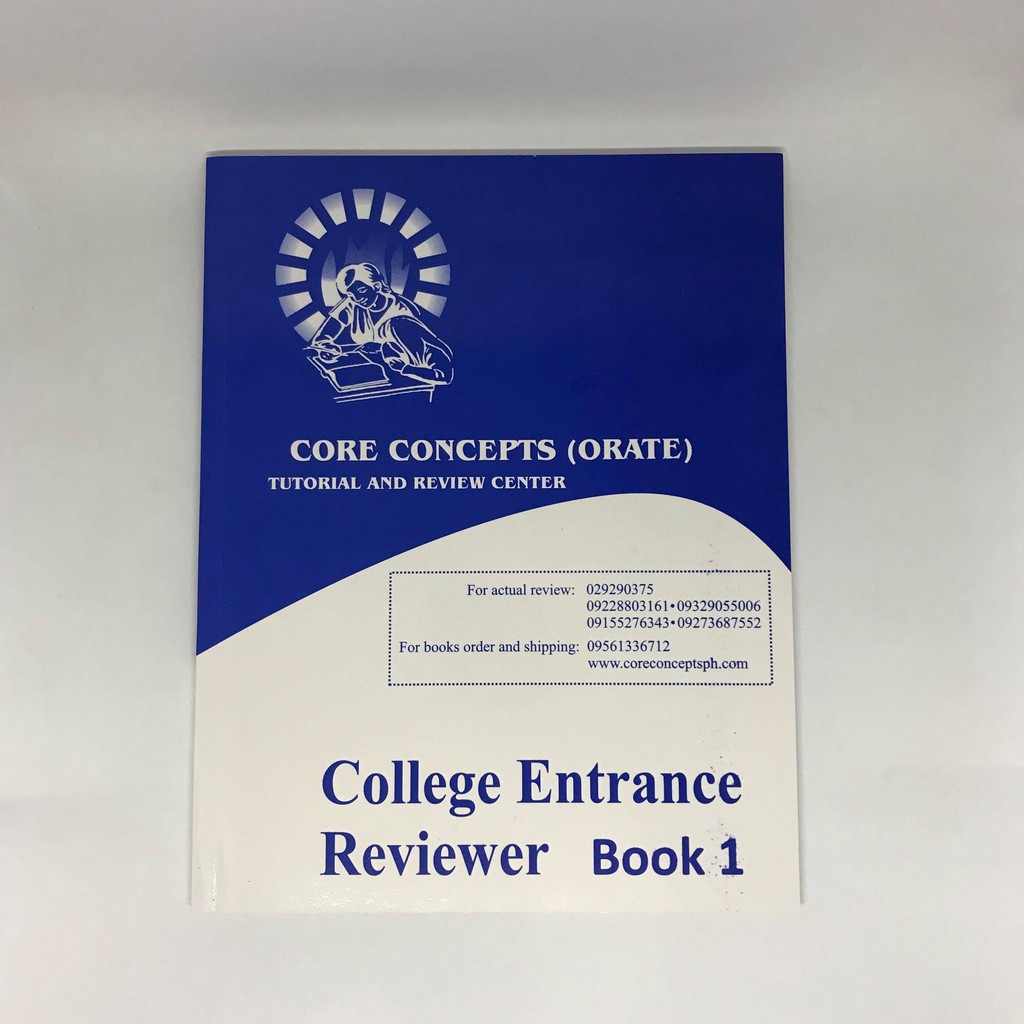 CORE CONCEPTS (ORATE)
TUTORIAL AND REVIEW CENTER
For actual review: 029290375
09228803161•09329055006
09155276343•09273687552
For books order and shipping: 09561336712
www.coreconceptsph.com
College Entrance
Reviewer Book 1